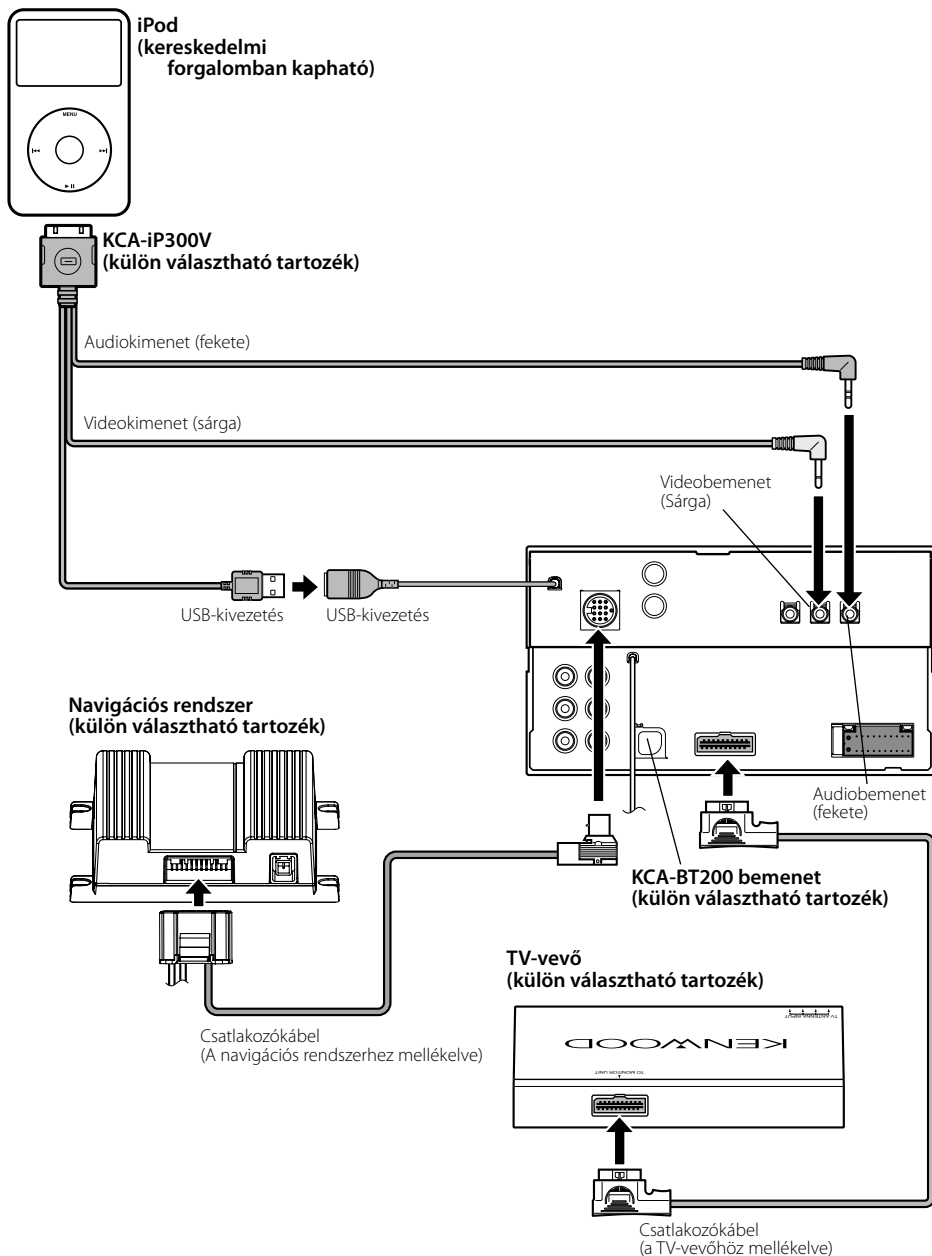 iPod
(kereskedelmi
forgalomban kapható)
MENU
KCA-iP300V
(külön választható tartozék)
Audiokimenet (fekete)
Videokimenet (sárga)
Videobemenet
(Sárga)
USB-kivezetés
USB-kivezetés
Navigációs rendszer
(külön választható tartozék)
Audiobemenet
(fekete)
KCA-BT200 bemenet
(külön választható tartozék)
TV-vevő
(külön választható tartozék)
TV ANTENNA INPUT
KENWOOD
TO MONITOR UNIT
Csatlakozókábel
(A navigációs rendszerhez mellékelve)
Csatlakozókábel
(a TV-vevőhöz mellékelve)